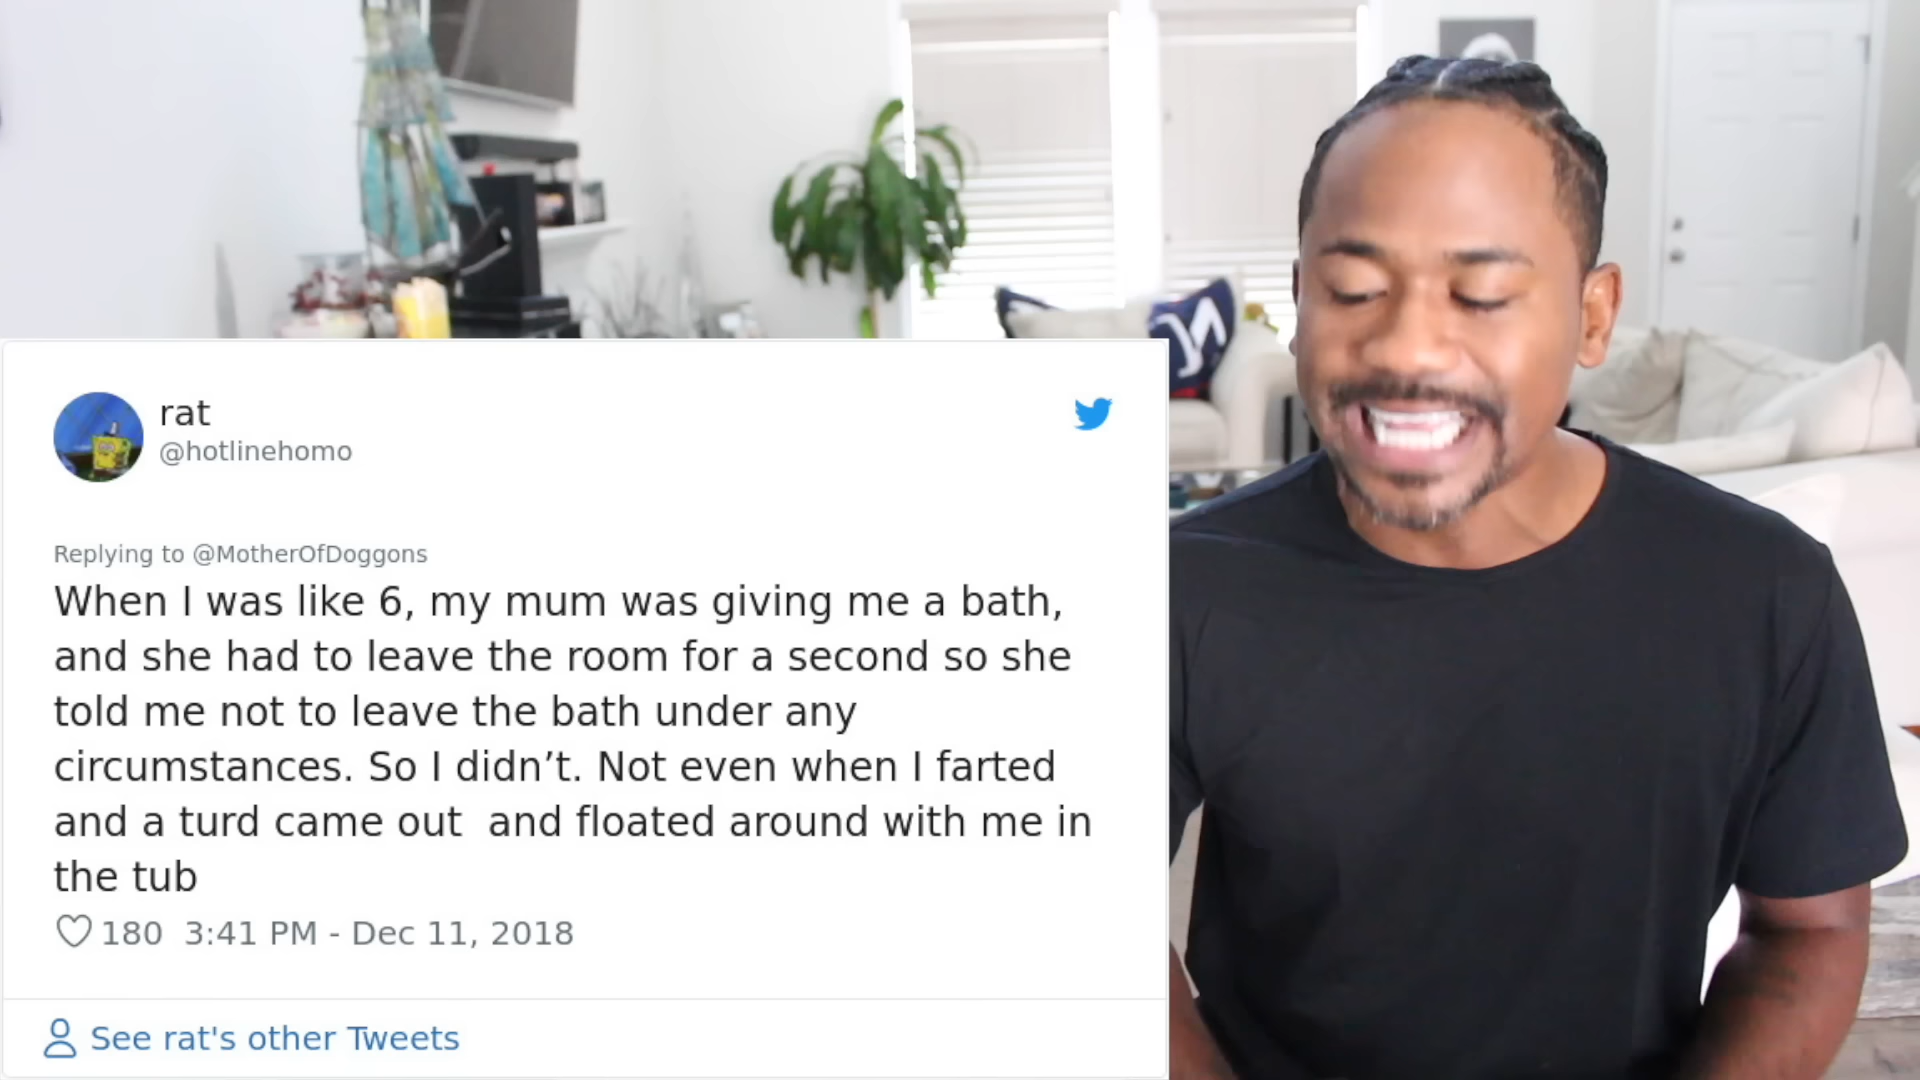 rat
@hotlinehomo
Replying to @MotherOfDoggons
When I was like 6, my mum was giving me a bath,
and she had to leave the room for a second so she
told me not to leave the bath under any
circumstances. So I didn’t. Not even when I farted
and a turd came out  and floated around with me in
the tub
180 3:41 PM - Dec 11, 2018
See rat's other Tweets